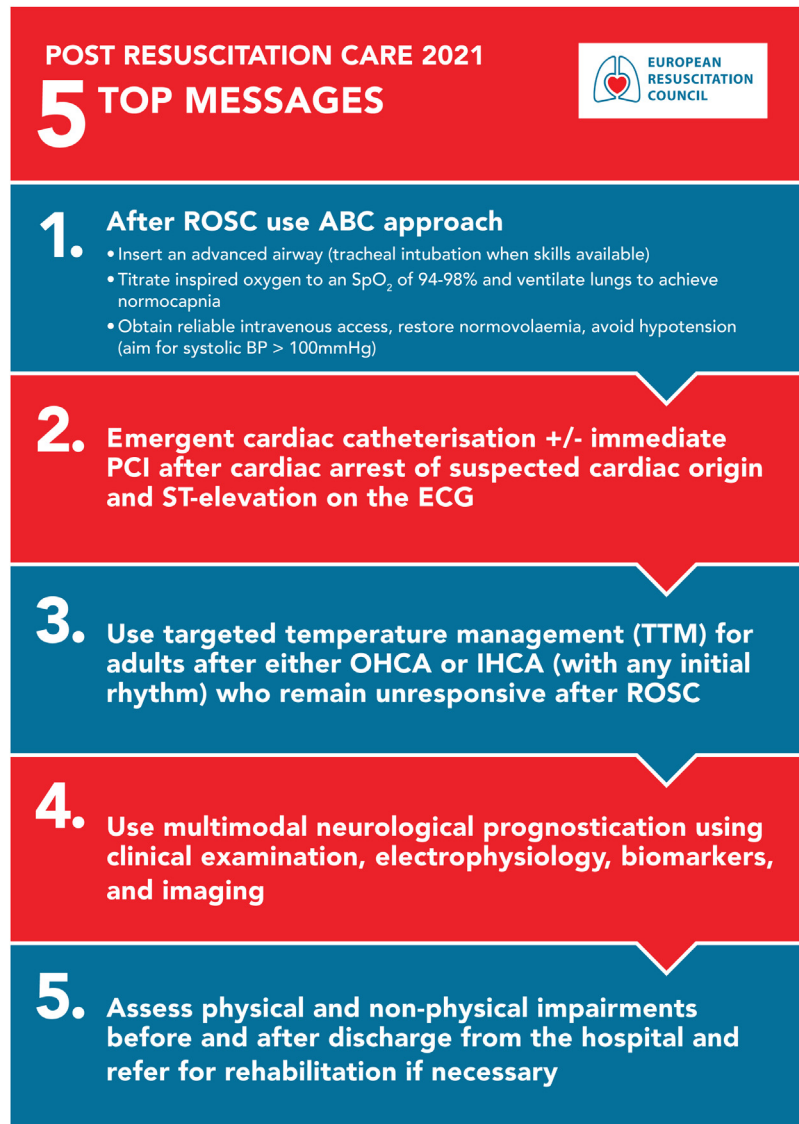 POST RESUSCITATION CARE 2021
5 TOP MESSAGES
EUROPEAN
RESUSCITATION
COUNCIL
1. After ROSC use ABC approach
• Insert an advanced airway (tracheal intubation when skills available)
• Titrate inspired oxygen to an SpO₂ of 94-98% and ventilate lungs to achieve
normocapnia
• Obtain reliable intravenous access, restore normovolaemia, avoid hypotension
(aim for systolic BP > 100mmHg)
2. Emergent cardiac catheterisation +/- immediate
PCI after cardiac arrest of suspected cardiac origin
and ST-elevation on the ECG
3. Use targeted temperature management (TTM) for
adults after either OHCA or IHCA (with any initial
rhythm) who remain unresponsive after ROSC
4. Use multimodal neurological prognostication using
clinical examination, electrophysiology, biomarkers,
and imaging
5. Assess physical and non-physical impairments
before and after discharge from the hospital and
refer for rehabilitation if necessary